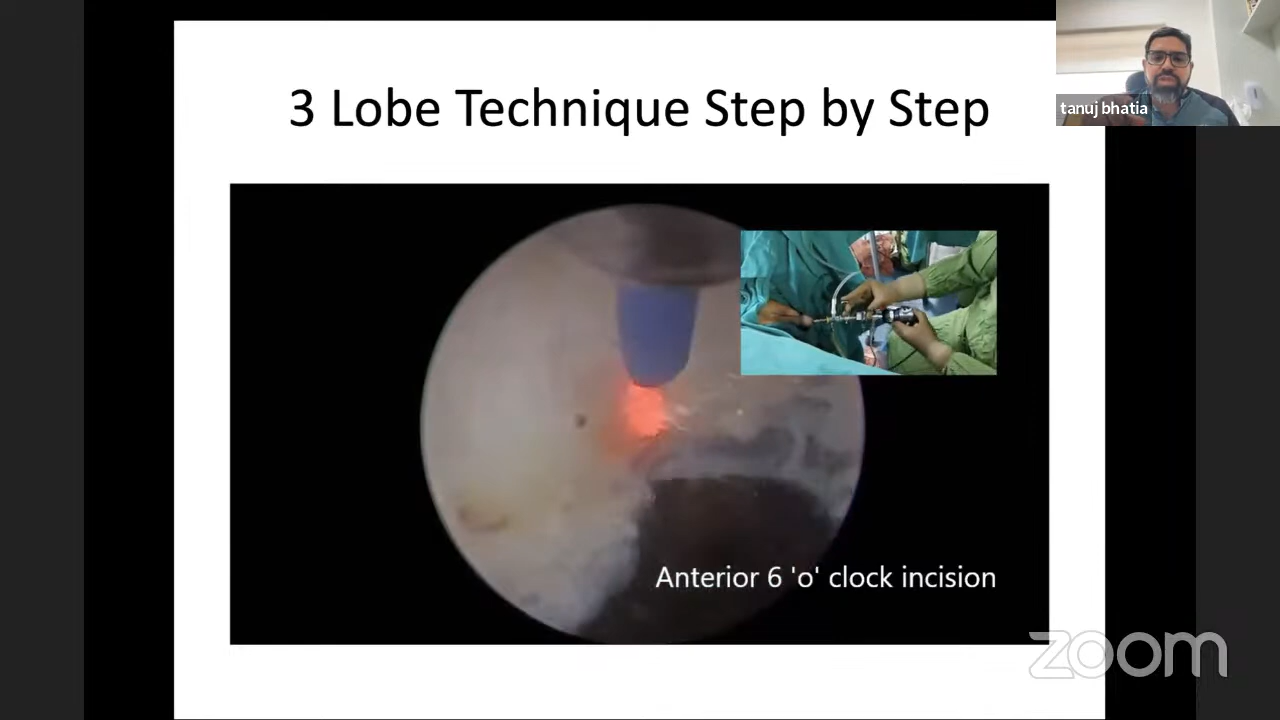 3 Lobe Technique Step by Step
tanuj bhatia
Anterior 6 'o' clock incision
zoom